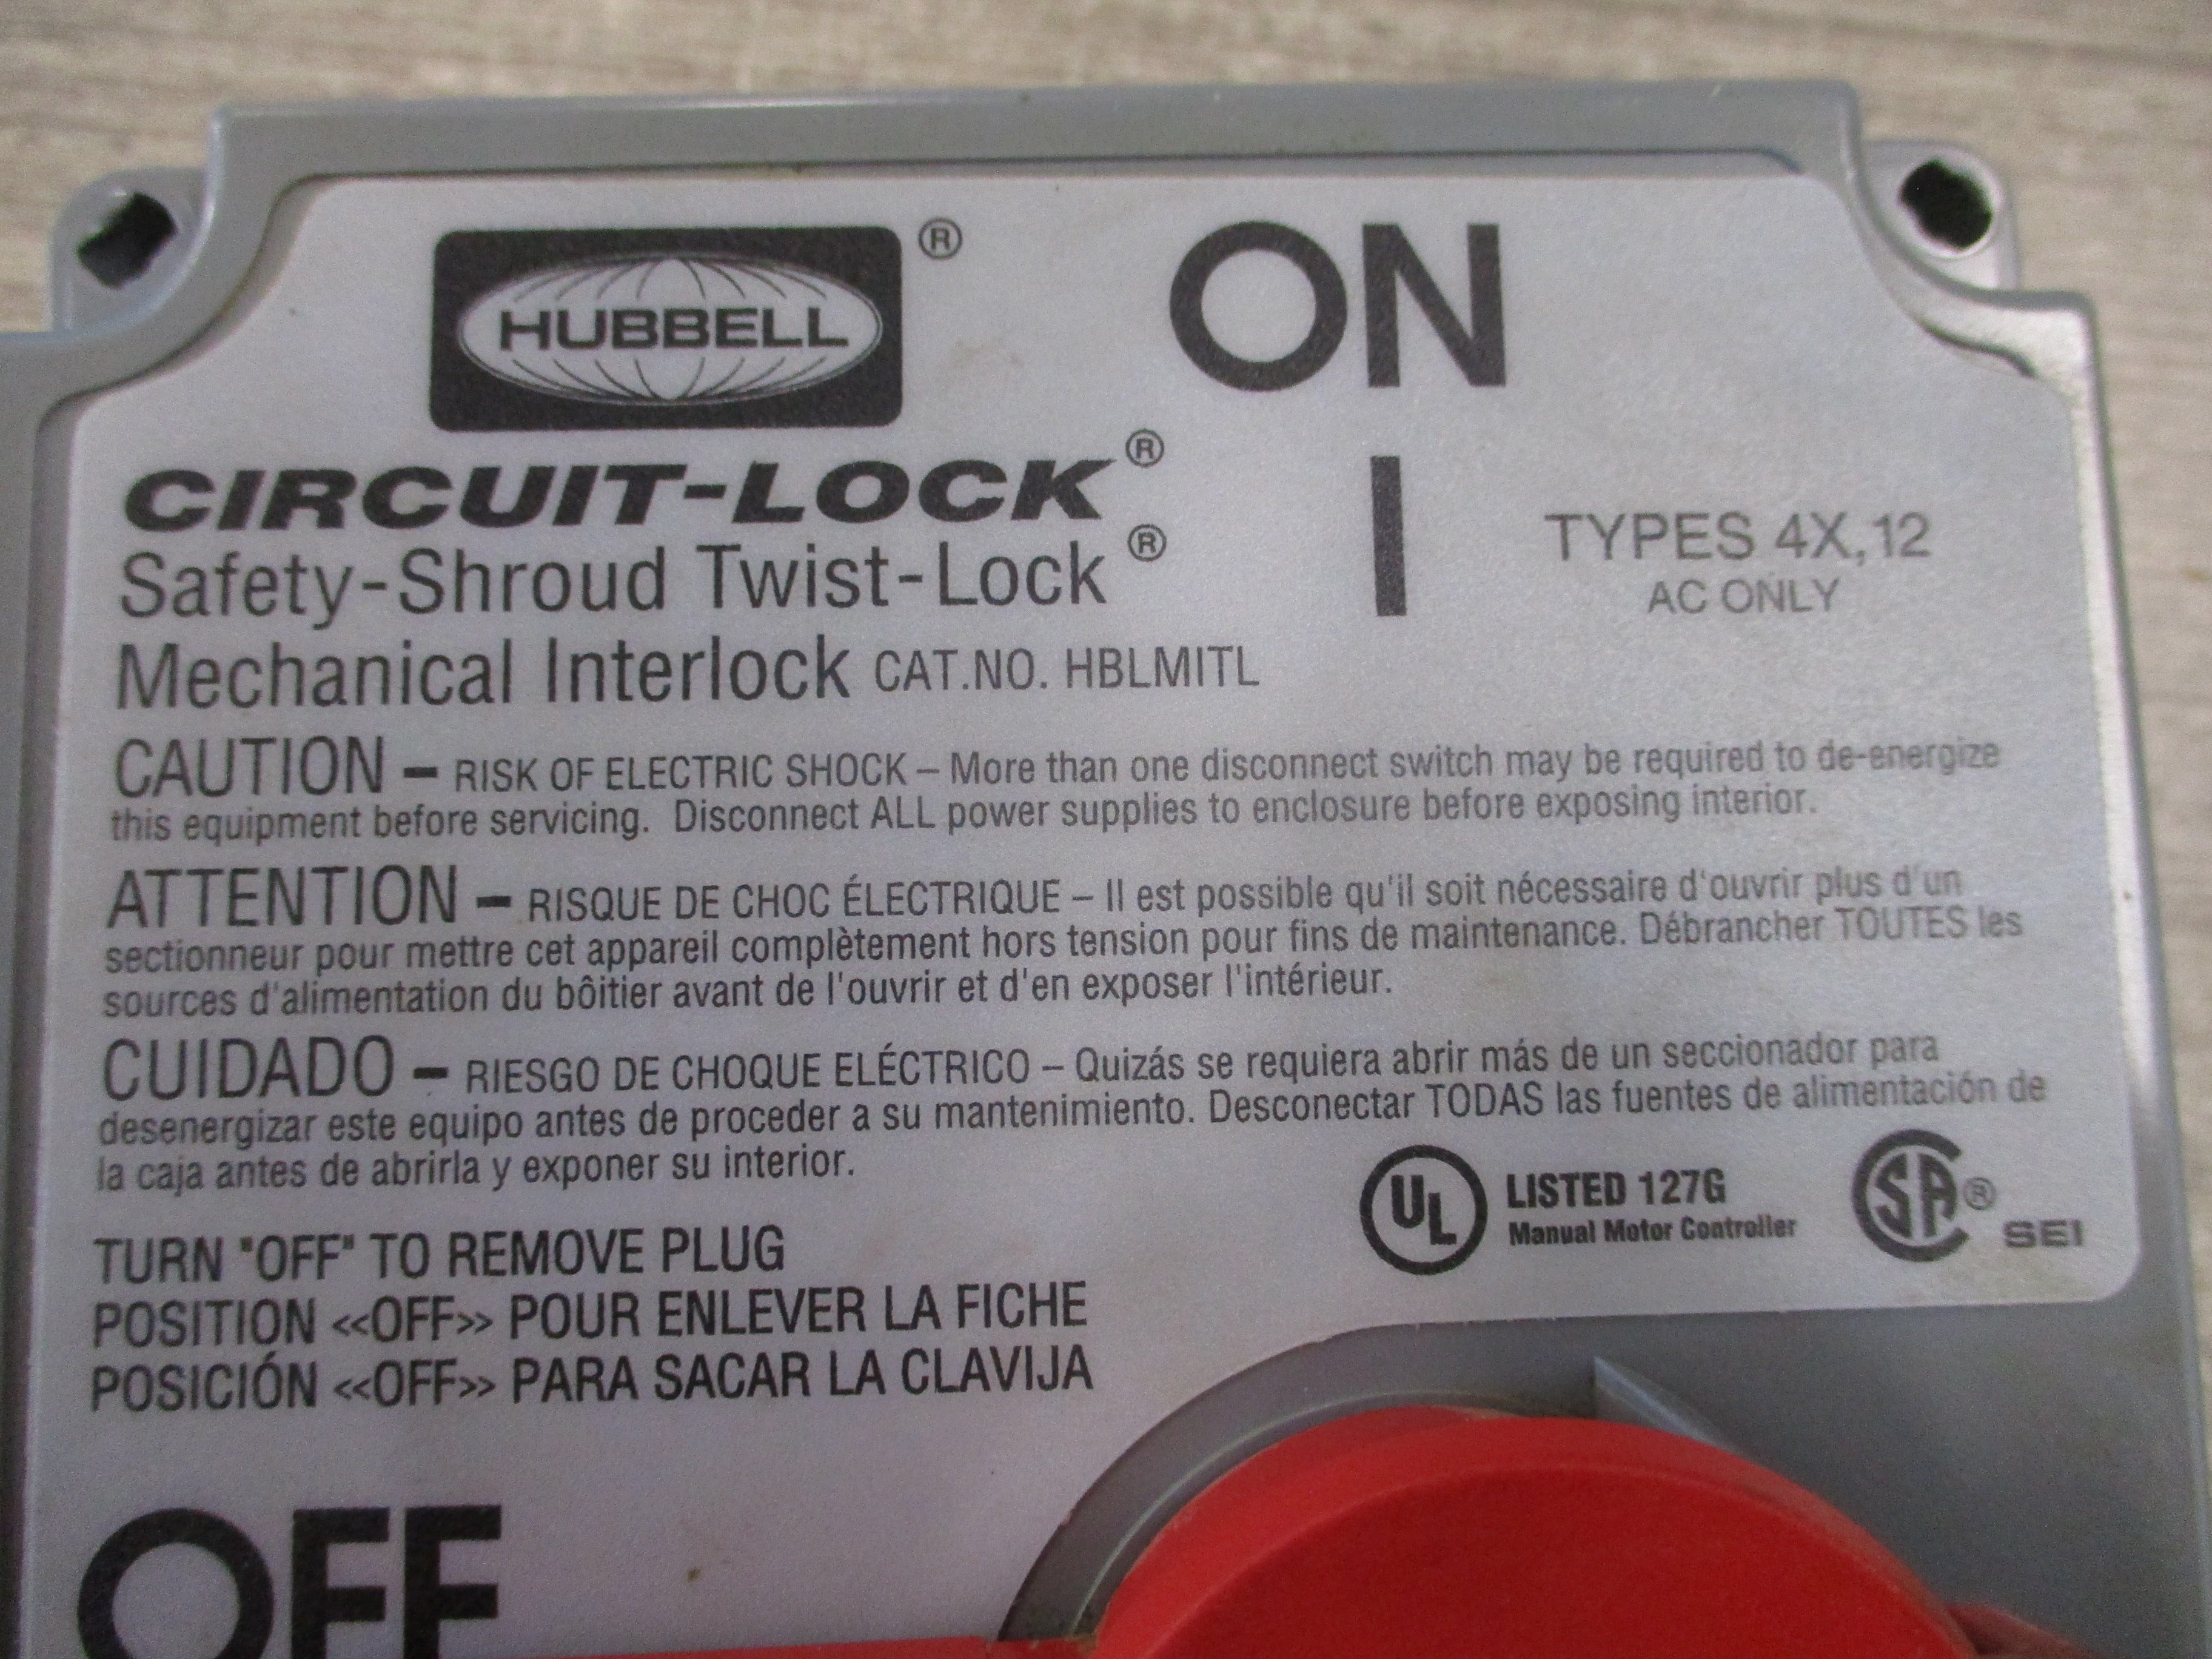 HUBBELL®
ON
CIRCUIT-LOCK®
Safety-Shroud Twist-Lock®
I
TYPES 4X,12
AC ONLY
Mechanical Interlock CAT.NO. HBLMITL
CAUTION – RISK OF ELECTRIC SHOCK – More than one disconnect switch may be required to de-energize
this equipment before servicing. Disconnect ALL power supplies to enclosure before exposing interior.
ATTENTION – RISQUE DE CHOC ÉLECTRIQUE – Il est possible qu'il soit nécessaire d'ouvrir plus d'un
sectionneur pour mettre cet appareil complètement hors tension pour fins de maintenance. Débrancher TOUTES les
sources d'alimentation du bôitier avant de l'ouvrir et d'en exposer l'intérieur.
CUIDADO – RIESGO DE CHOQUE ELÉCTRICO – Quizás se requiera abrir más de un seccionador para
desenergizar este equipo antes de proceder a su mantenimiento. Desconectar TODAS las fuentes de alimentación de
la caja antes de abrirla y exponer su interior.
UL LISTED 127G
Manual Motor Controller
CSA® SEI
TURN "OFF" TO REMOVE PLUG
POSITION «OFF» POUR ENLEVER LA FICHE
POSICIÓN «OFF» PARA SACAR LA CLAVIJA
OFF